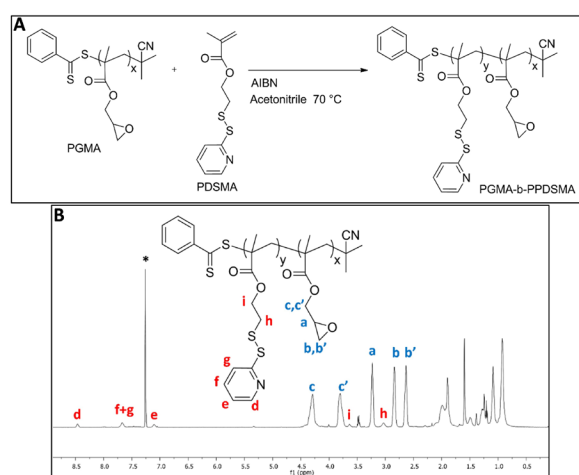 A
S
S
x
CN
O
O
O
PGMA
+
O
O
S
S
N
PDSMA
AIBN
Acetonitrile 70 °C
S
S
y
x
CN
O
O
O
O
O
S
S
N
PGMA-b-PPDSMA
B
*
S
S
y
x
CN
O
O
O
O
i
h
c,c’
a
O
b,b’
S
S
g
f
e
N
d
d
f+g
e
c
c’
i
a
h
b
b’
8.5
8.0
7.5
7.0
6.5
6.0
5.5
5.0
4.5
4.0
3.5
3.0
2.5
2.0
1.5
1.0
0.5
f1 (ppm)